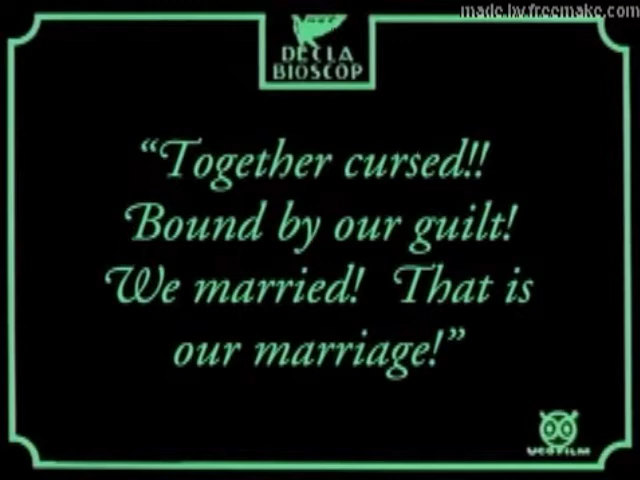 made.by.freemake.com
DECLA
BIOSCOP
“Together cursed!!
Bound by our guilt!
We married! That is
our marriage!”